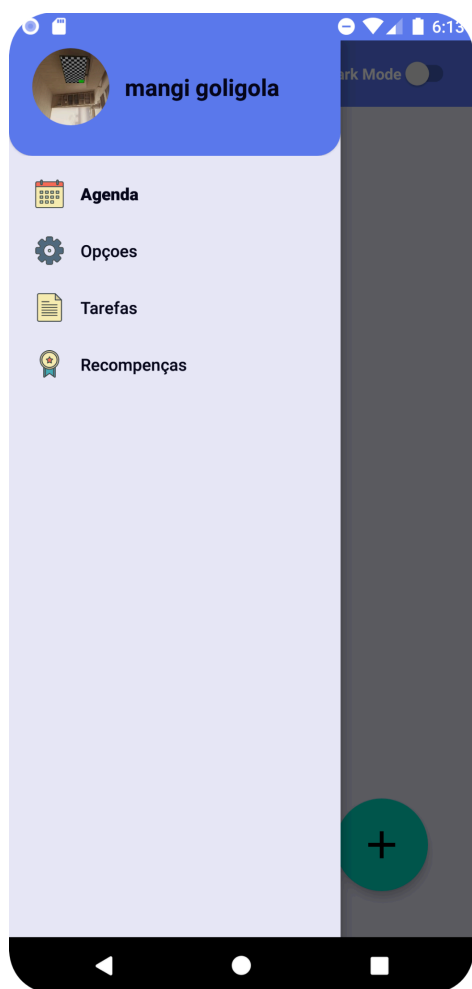 6:13
ark Mode
mangi goligola
Agenda
Opçoes
Tarefas
Recompenças